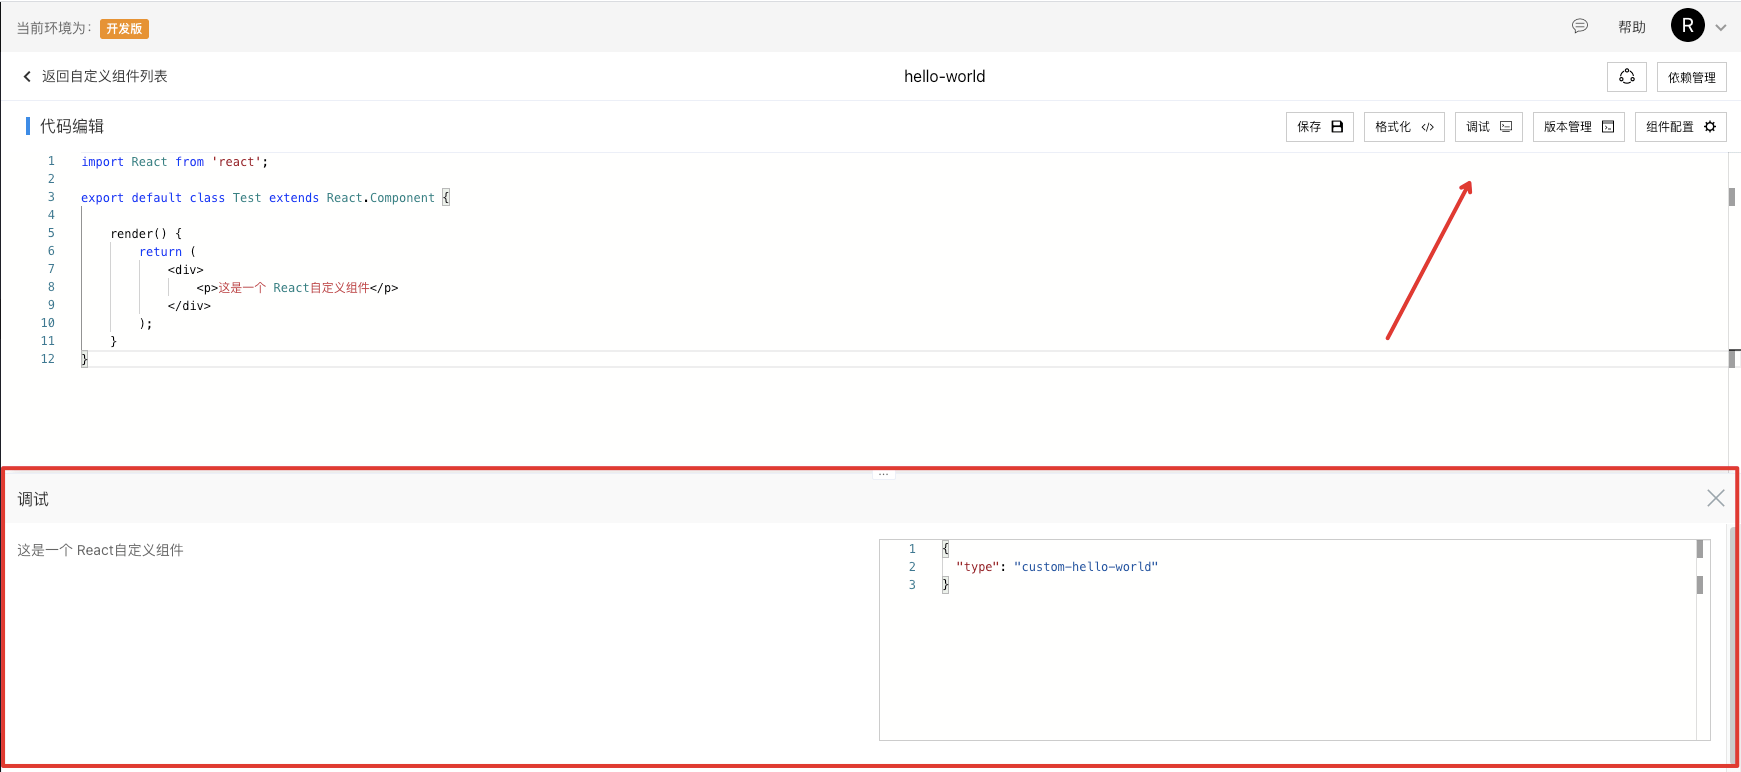 当前环境为： 开发版 帮助 R
返回自定义组件列表 hello-world 依赖管理
代码编辑 保存 格式化 调试 版本管理 组件配置
1 import React from 'react';
2
3 export default class Test extends React.Component {
4
5     render() {
6         return (
7             <div>
8                 <p>这是一个 React自定义组件</p>
9             </div>
10         );
11     }
12 }
调试
这是一个 React自定义组件
1 {
2   "type": "custom-hello-world"
3 }